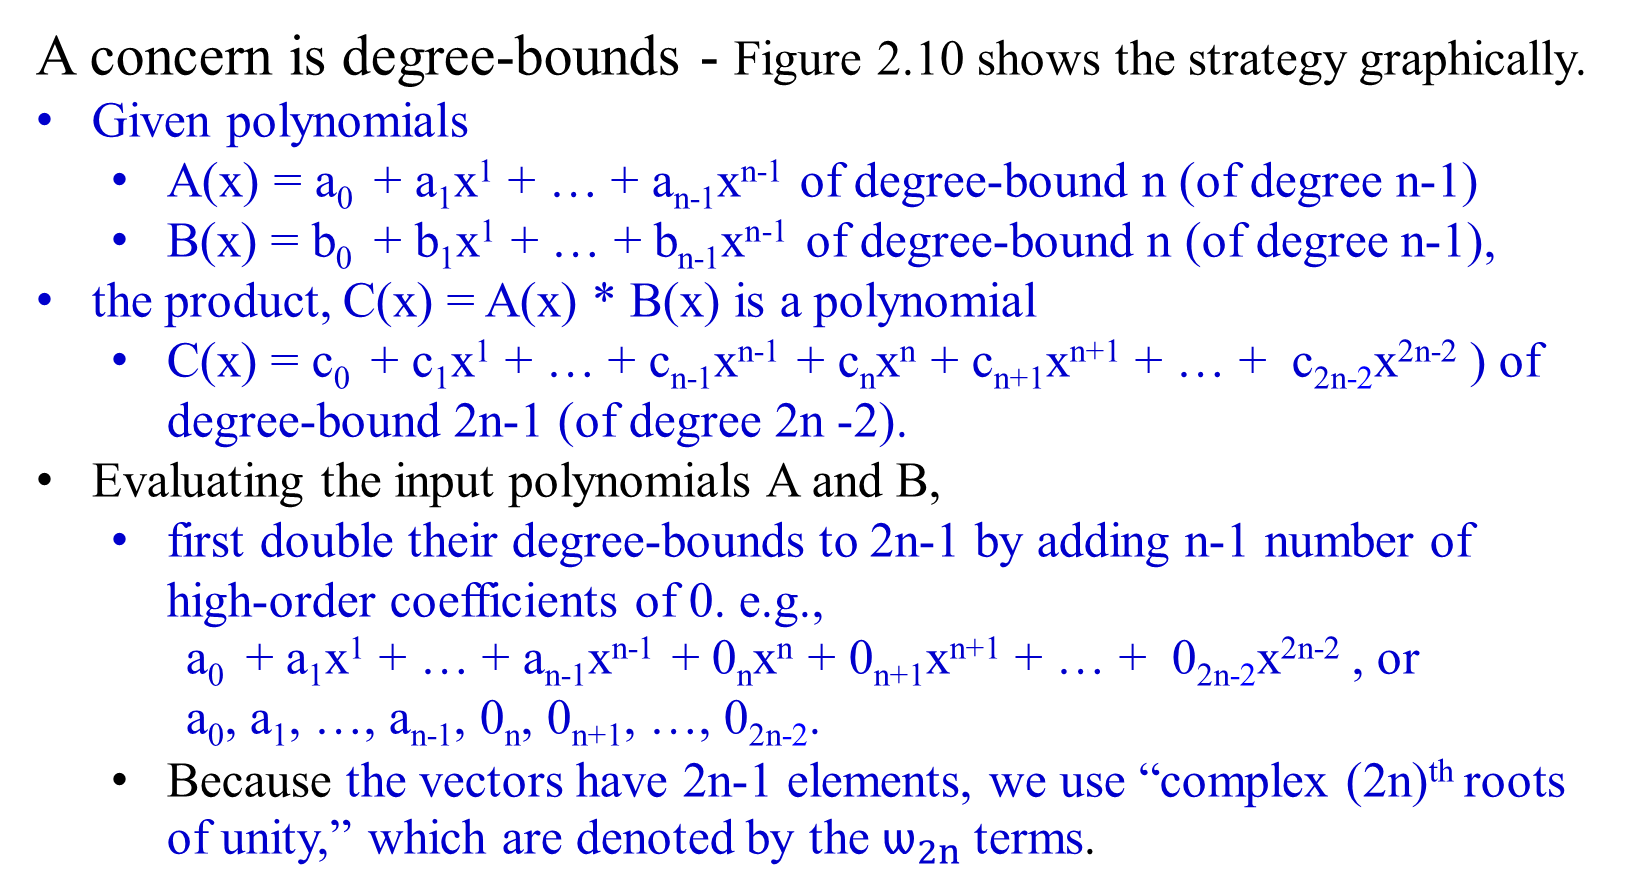 A concern is degree-bounds - Figure 2.10 shows the strategy graphically.
• Given polynomials
• A(x) = a₀ + a₁x¹ + … + aₙ₋₁xⁿ⁻¹ of degree-bound n (of degree n-1)
• B(x) = b₀ + b₁x¹ + … + bₙ₋₁xⁿ⁻¹ of degree-bound n (of degree n-1),
• the product, C(x) = A(x) * B(x) is a polynomial
• C(x) = c₀ + c₁x¹ + … + cₙ₋₁xⁿ⁻¹ + cₙxⁿ + cₙ₊₁xⁿ⁺¹ + … + c₂ₙ₋₂x²ⁿ⁻² ) of
degree-bound 2n-1 (of degree 2n -2).
• Evaluating the input polynomials A and B,
• first double their degree-bounds to 2n-1 by adding n-1 number of
high-order coefficients of 0. e.g.,
a₀ + a₁x¹ + … + aₙ₋₁xⁿ⁻¹ + 0ₙxⁿ + 0ₙ₊₁xⁿ⁺¹ + … + 0₂ₙ₋₂x²ⁿ⁻² , or
a₀, a₁, …, aₙ₋₁, 0ₙ, 0ₙ₊₁, …, 0₂ₙ₋₂.
• Because the vectors have 2n-1 elements, we use “complex (2n)ᵗʰ roots
of unity,” which are denoted by the ω₂ₙ terms.